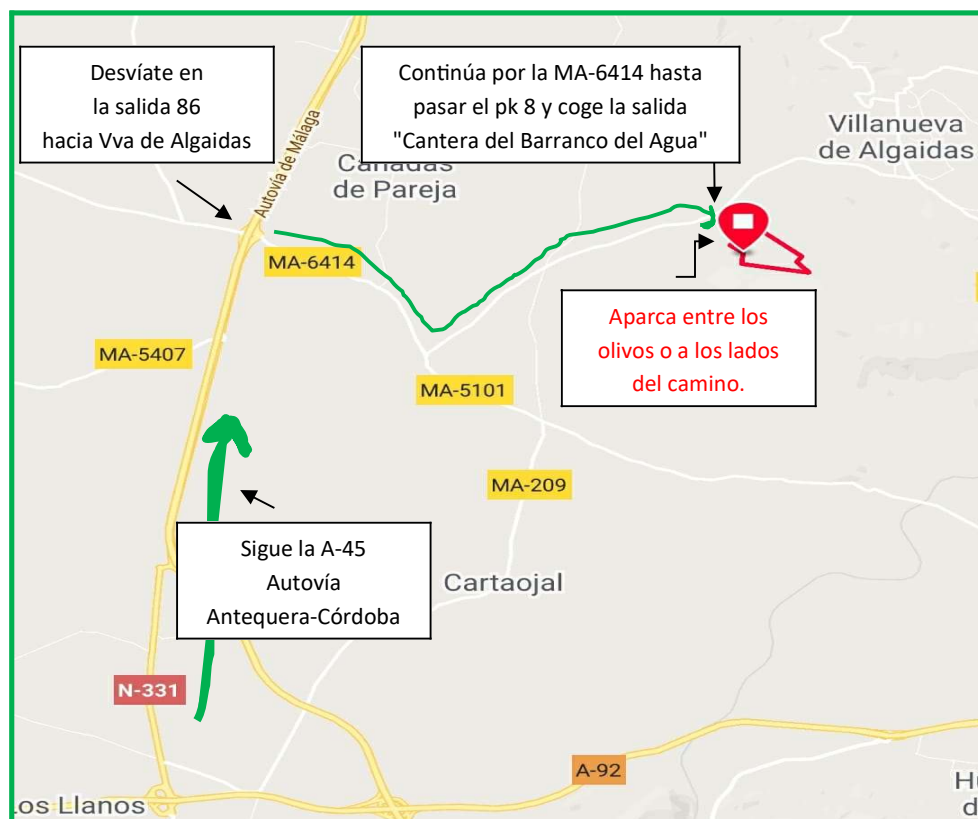 Desvíate en
la salida 86
hacia Vva de Algaidas
Continúa por la MA-6414 hasta
pasar el pk 8 y coge la salida
"Cantera del Barranco del Agua"
Villanueva
de Algaidas
Autovía de Málaga
Cañadas
de Pareja
MA-6414
Aparca entre los
olivos o a los lados
del camino.
MA-5407
MA-5101
MA-209
Sigue la A-45
Autovía
Antequera-Córdoba
Cartaojal
N-331
A-92
Los Llanos